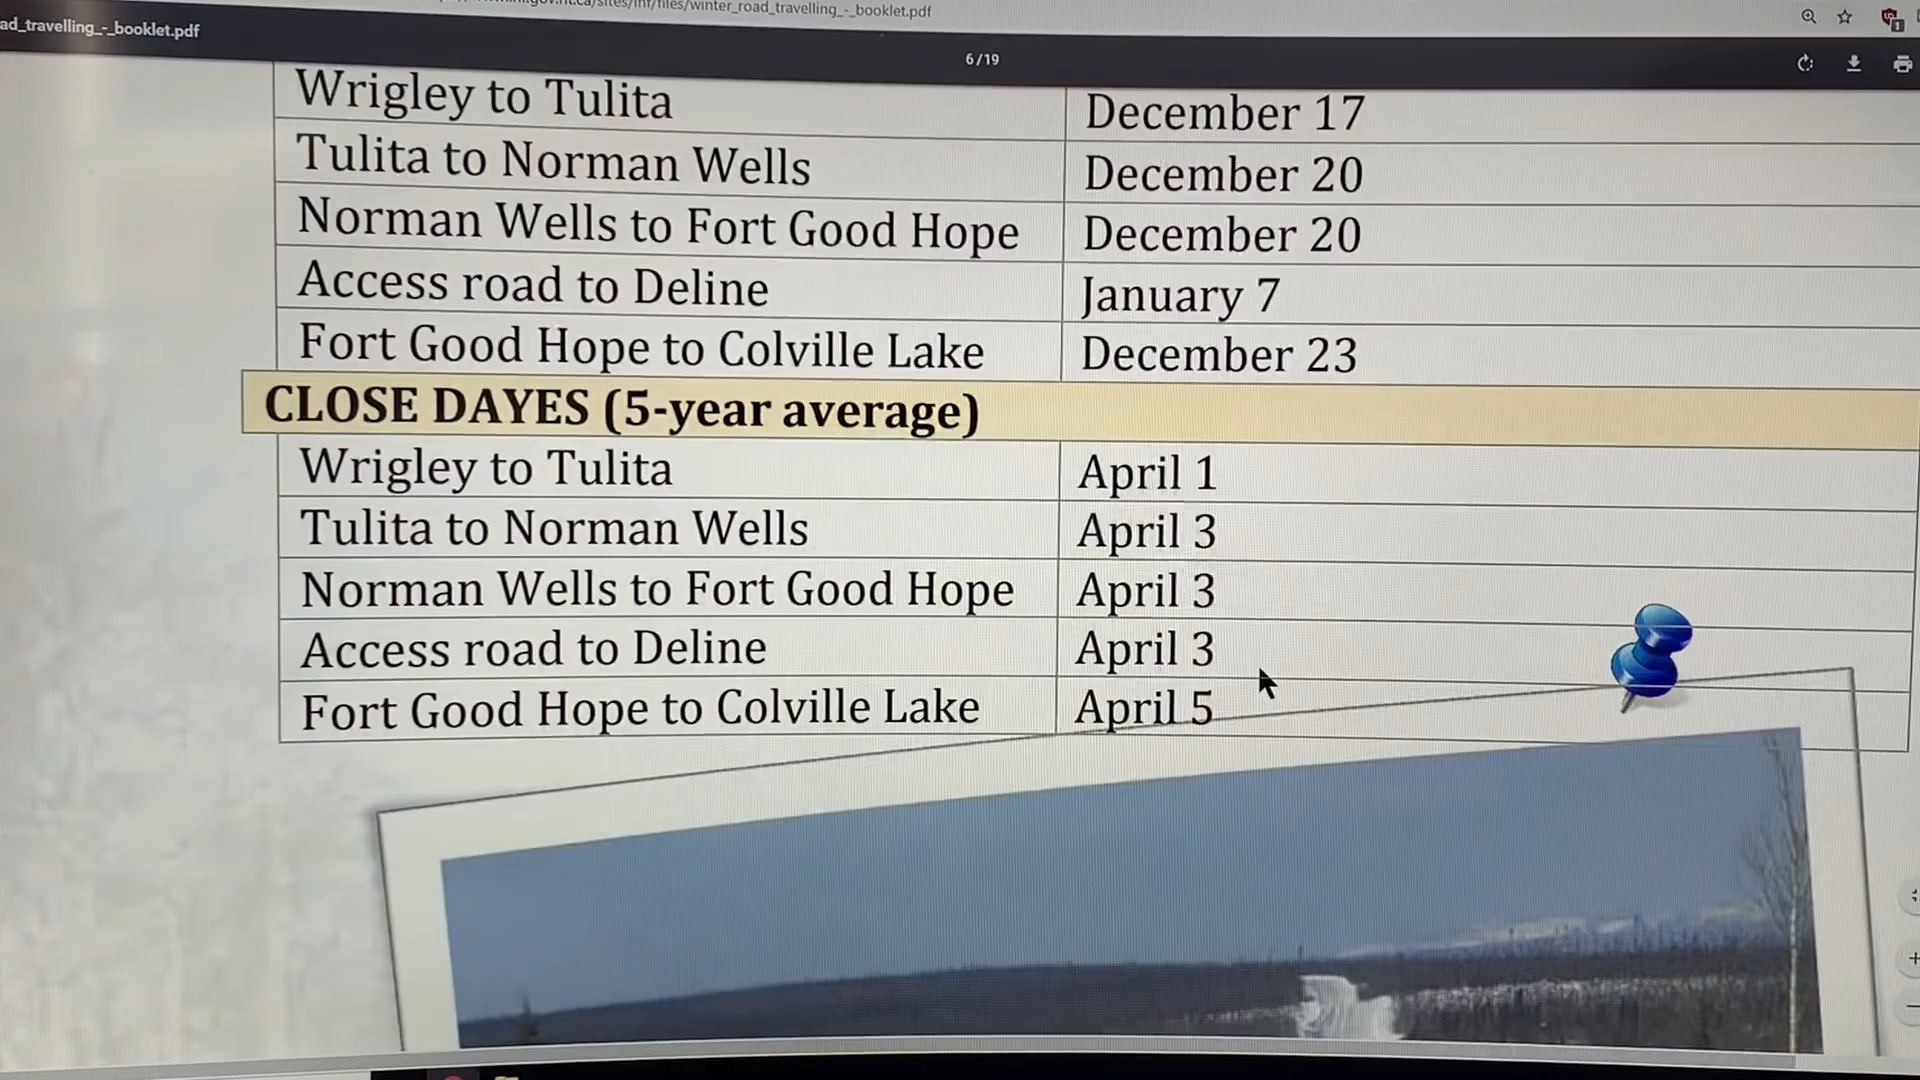 /sites/inf/files/winter_road_travelling_-_booklet.pdf
ad_travelling_-_booklet.pdf
6/19
Wrigley to Tulita December 17
Tulita to Norman Wells December 20
Norman Wells to Fort Good Hope December 20
Access road to Deline January 7
Fort Good Hope to Colville Lake December 23
CLOSE DAYES (5-year average)
Wrigley to Tulita April 1
Tulita to Norman Wells April 3
Norman Wells to Fort Good Hope April 3
Access road to Deline April 3
Fort Good Hope to Colville Lake April 5